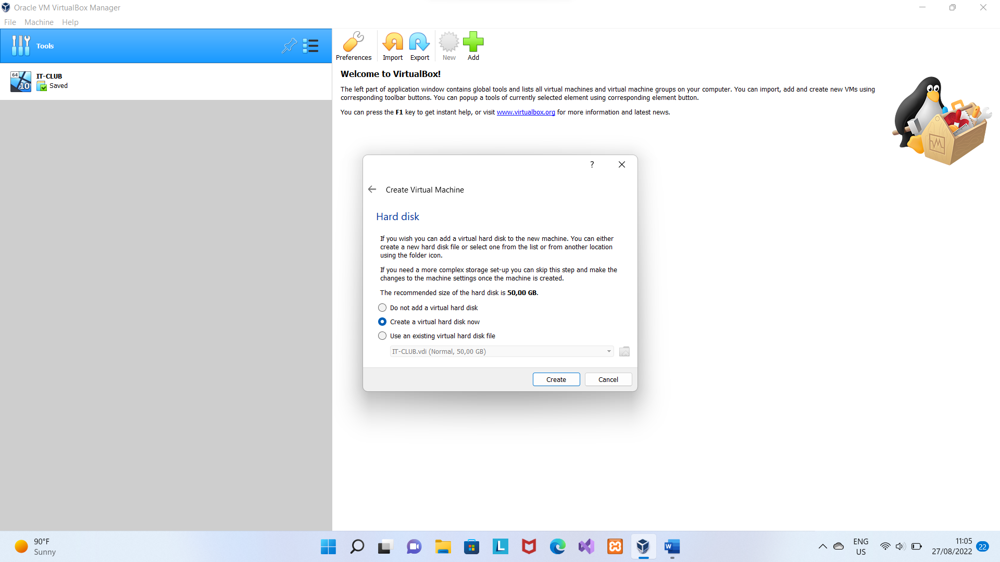 Oracle VM VirtualBox Manager
File Machine Help
Tools
64
10
IT-CLUB
Saved
Preferences
Import
Export
New
Add
Welcome to VirtualBox!
The left part of application window contains global tools and lists all virtual machines and virtual machine groups on your computer. You can import, add and create new VMs using
corresponding toolbar buttons. You can popup a tools of currently selected element using corresponding element button.
You can press the F1 key to get instant help, or visit www.virtualbox.org for more information and latest news.
?
Create Virtual Machine
Hard disk
If you wish you can add a virtual hard disk to the new machine. You can either
create a new hard disk file or select one from the list or from another location
using the folder icon.
If you need a more complex storage set-up you can skip this step and make the
changes to the machine settings once the machine is created.
The recommended size of the hard disk is 50,00 GB.
Do not add a virtual hard disk
Create a virtual hard disk now
Use an existing virtual hard disk file
IT-CLUB.vdi (Normal, 50,00 GB)
Create
Cancel
90°F
Sunny
L
W
ENG
US
11:05
27/08/2022
22